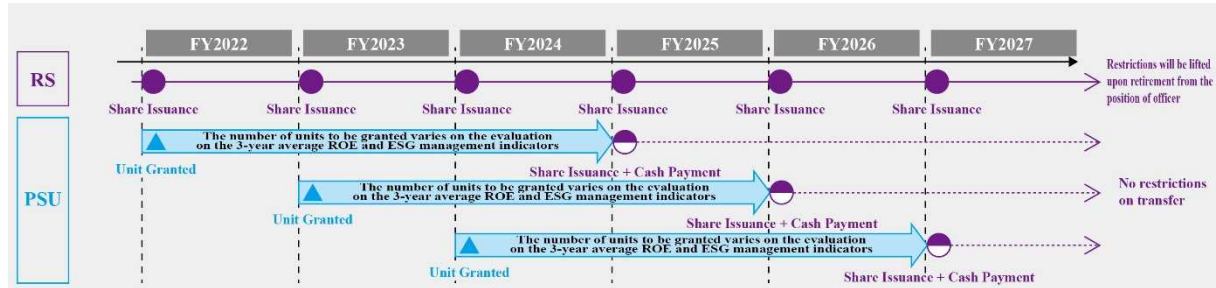 FY2022 FY2023 FY2024 FY2025 FY2026 FY2027
RS
Share Issuance Share Issuance Share Issuance Share Issuance Share Issuance Share Issuance
Restrictions will be lifted
upon retirement from the
position of officer
PSU
The number of units to be granted varies on the evaluation
on the 3-year average ROE and ESG management indicators
Unit Granted
Share Issuance + Cash Payment
The number of units to be granted varies on the evaluation
on the 3-year average ROE and ESG management indicators
Unit Granted
Share Issuance + Cash Payment
No restrictions
on transfer
The number of units to be granted varies on the evaluation
on the 3-year average ROE and ESG management indicators
Unit Granted
Share Issuance + Cash Payment